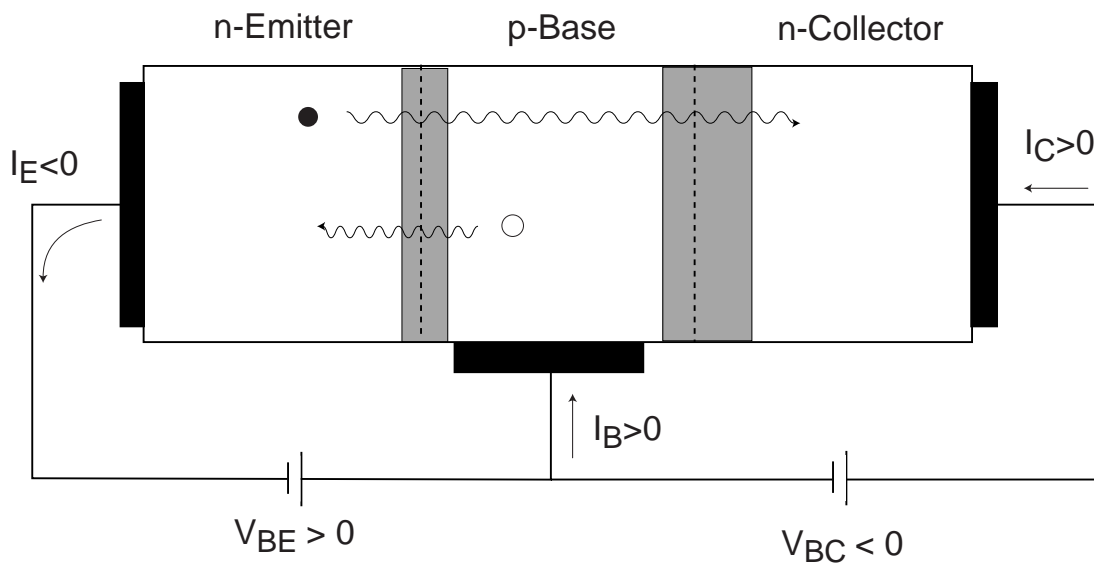 n-Emitter p-Base n-Collector
I_E<0
I_C>0
I_B>0
V_BE > 0
V_BC < 0